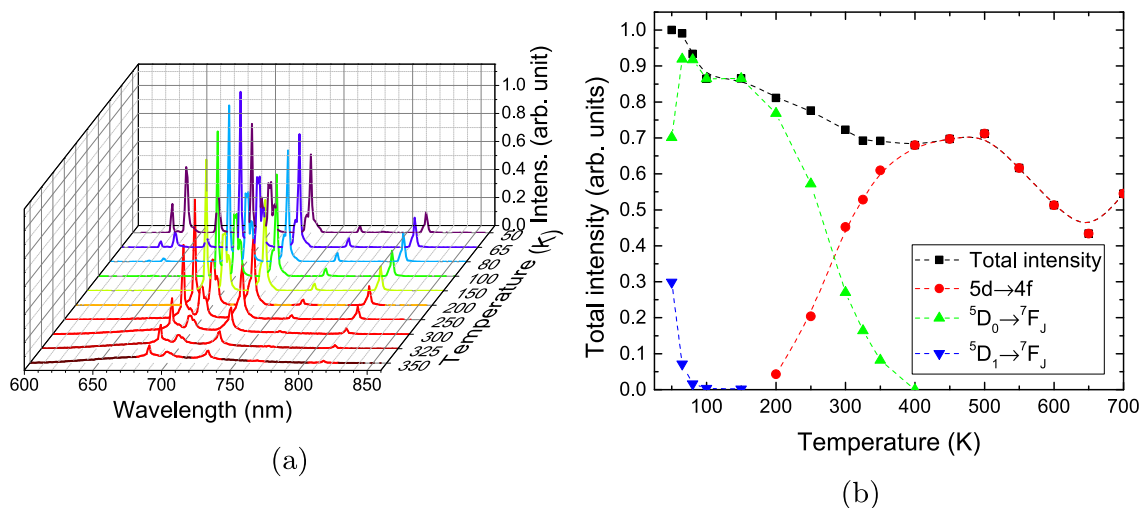 1.0
0.8
0.6
0.4
0.2
0.0
Intens. (arb. unit)
50
65
80
100
150
200
250
300
325
350
Temperature (k)
600 650 700 750 800 850
Wavelength (nm)
(a)
1.0
0.9
0.8
0.7
0.6
0.5
0.4
0.3
0.2
0.1
0.0
Total intensity (arb. units)
Total intensity
5d→4f
⁵D₀→⁷F_J
⁵D₁→⁷F_J
100 200 300 400 500 600 700
Temperature (K)
(b)